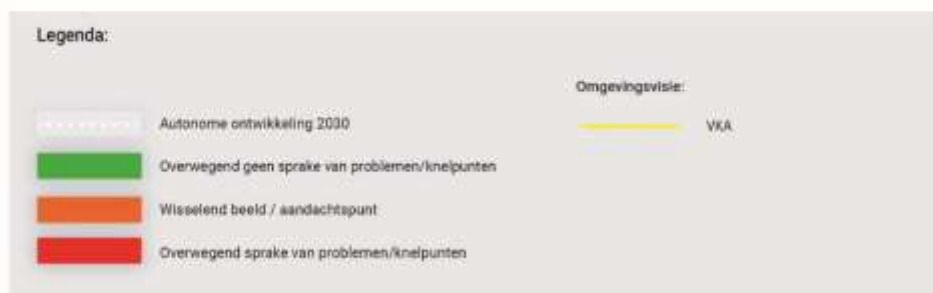 Legenda:
Omgevingsvisie:
Autonome ontwikkeling 2030
VKA
Overwegend geen sprake van problemen/knelpunten
Wisselend beeld / aandachtspunt
Overwegend sprake van problemen/knelpunten